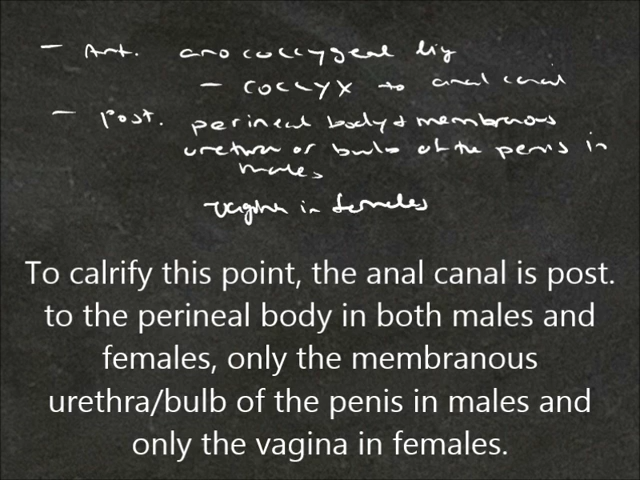 - Ant. anococcygeal lig
- coccyx to anal canal
- Post. perineal body + membranous
urethra or bulb of the penis in
males
vagina in females
To calrify this point, the anal canal is post.
to the perineal body in both males and
females, only the membranous
urethra/bulb of the penis in males and
only the vagina in females.